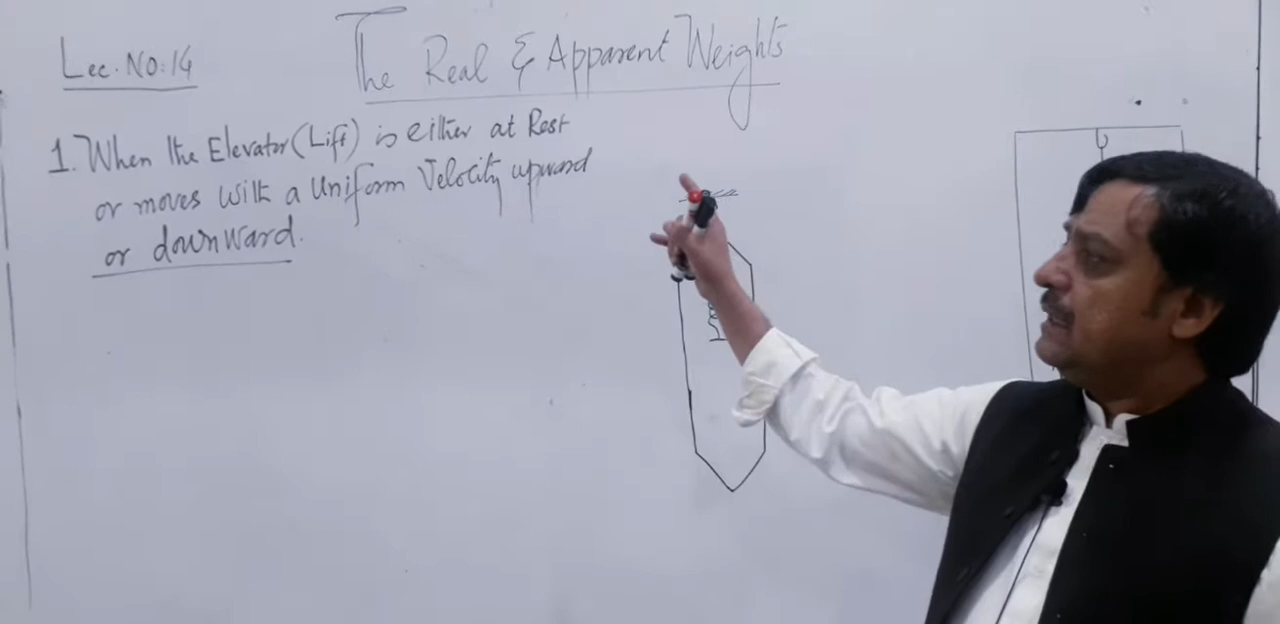 Lec. No: 14
The Real & Apparent Weights
1. When the Elevator (Lift) is either at Rest
or moves with a uniform Velocity upward
or downward.